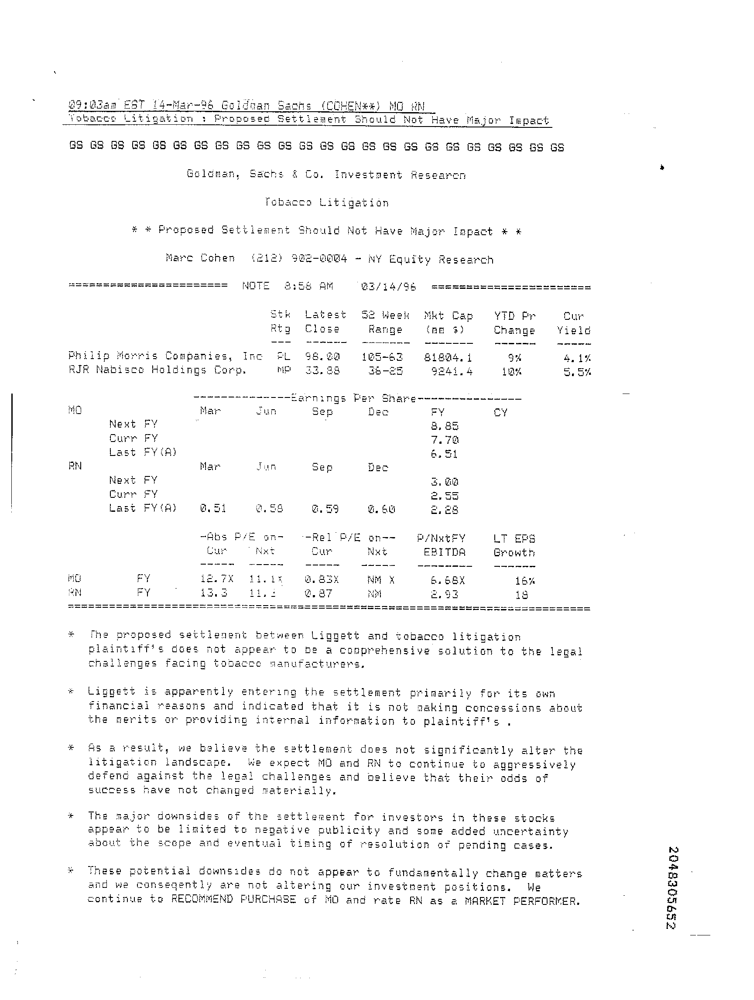 09:03am EST 14-Mar-96 Goldman Sachs (COHEN**) MO RN
Tobacco Litigation : Proposed Settlement Should Not Have Major Impact
GS GS GS GS GS GS GS GS GS GS GS GS GS GS GS GS GS GS GS GS GS GS GS GS
Goldman, Sachs & Co. Investment Research
Tobacco Litigation
* * Proposed Settlement Should Not Have Major Impact * *
Marc Cohen (212) 902-0004 - NY Equity Research
======================= NOTE 8:58 AM 03/14/96 =======================
Stk Latest 52 Week Mkt Cap YTD Pr Cur
Rtg Close Range (mm $) Change Yield
--- ------ ------- ------- ------ -----
Philip Morris Companies, Inc PL 98.00 105-63 81804.1 9% 4.1%
RJR Nabisco Holdings Corp. MP 33.88 36-25 9241.4 10% 5.5%
--------------Earnings Per Share---------------
MO Mar Jun Sep Dec FY CY
Next FY 8.85
Curr FY 7.70
Last FY(A) 6.51
RN Mar Jun Sep Dec
Next FY 3.00
Curr FY 2.55
Last FY(A) 0.51 0.58 0.59 0.60 2.28
-Abs P/E on- --Rel P/E on-- P/NxtFY LT EPS
Cur Nxt Cur Nxt EBITDA Growth
----- ----- ----- ----- -------- ------
MO FY 12.7X 11.1X 0.83X NM X 6.68X 16%
RN FY 13.3 0.87 NM 2.93 18
===========================================================================
* The proposed settlement between Liggett and tobacco litigation
plaintiff's does not appear to be a comprehensive solution to the legal
challenges facing tobacco manufacturers.
* Liggett is apparently entering the settlement primarily for its own
financial reasons and indicated that it is not making concessions about
the merits or providing internal information to plaintiff's .
* As a result, we believe the settlement does not significantly alter the
litigation landscape. We expect MO and RN to continue to aggressively
defend against the legal challenges and believe that their odds of
success have not changed materially.
* The major downsides of the settlement for investors in these stocks
appear to be limited to negative publicity and some added uncertainty
about the scope and eventual timing of resolution of pending cases.
* These potential downsides do not appear to fundamentally change matters
and we conseqently are not altering our investment positions. We
continue to RECOMMEND PURCHASE of MO and rate RN as a MARKET PERFORMER.
2048305652